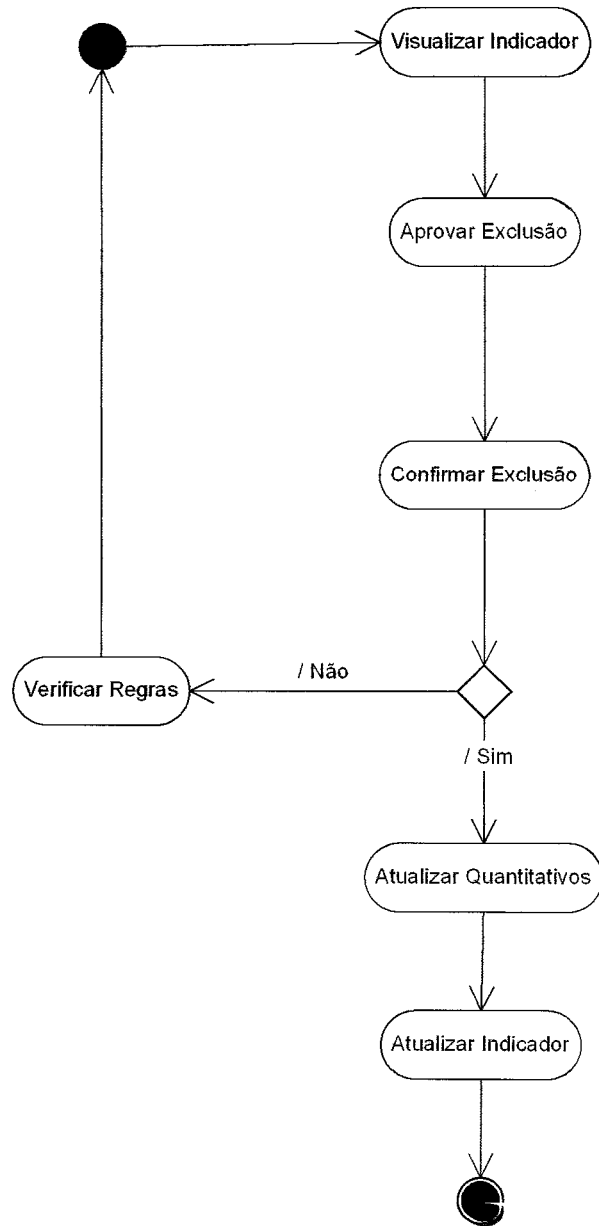 Visualizar Indicador
Aprovar Exclusão
Confirmar Exclusão
/ Não
Verificar Regras
/ Sim
Atualizar Quantitativos
Atualizar Indicador